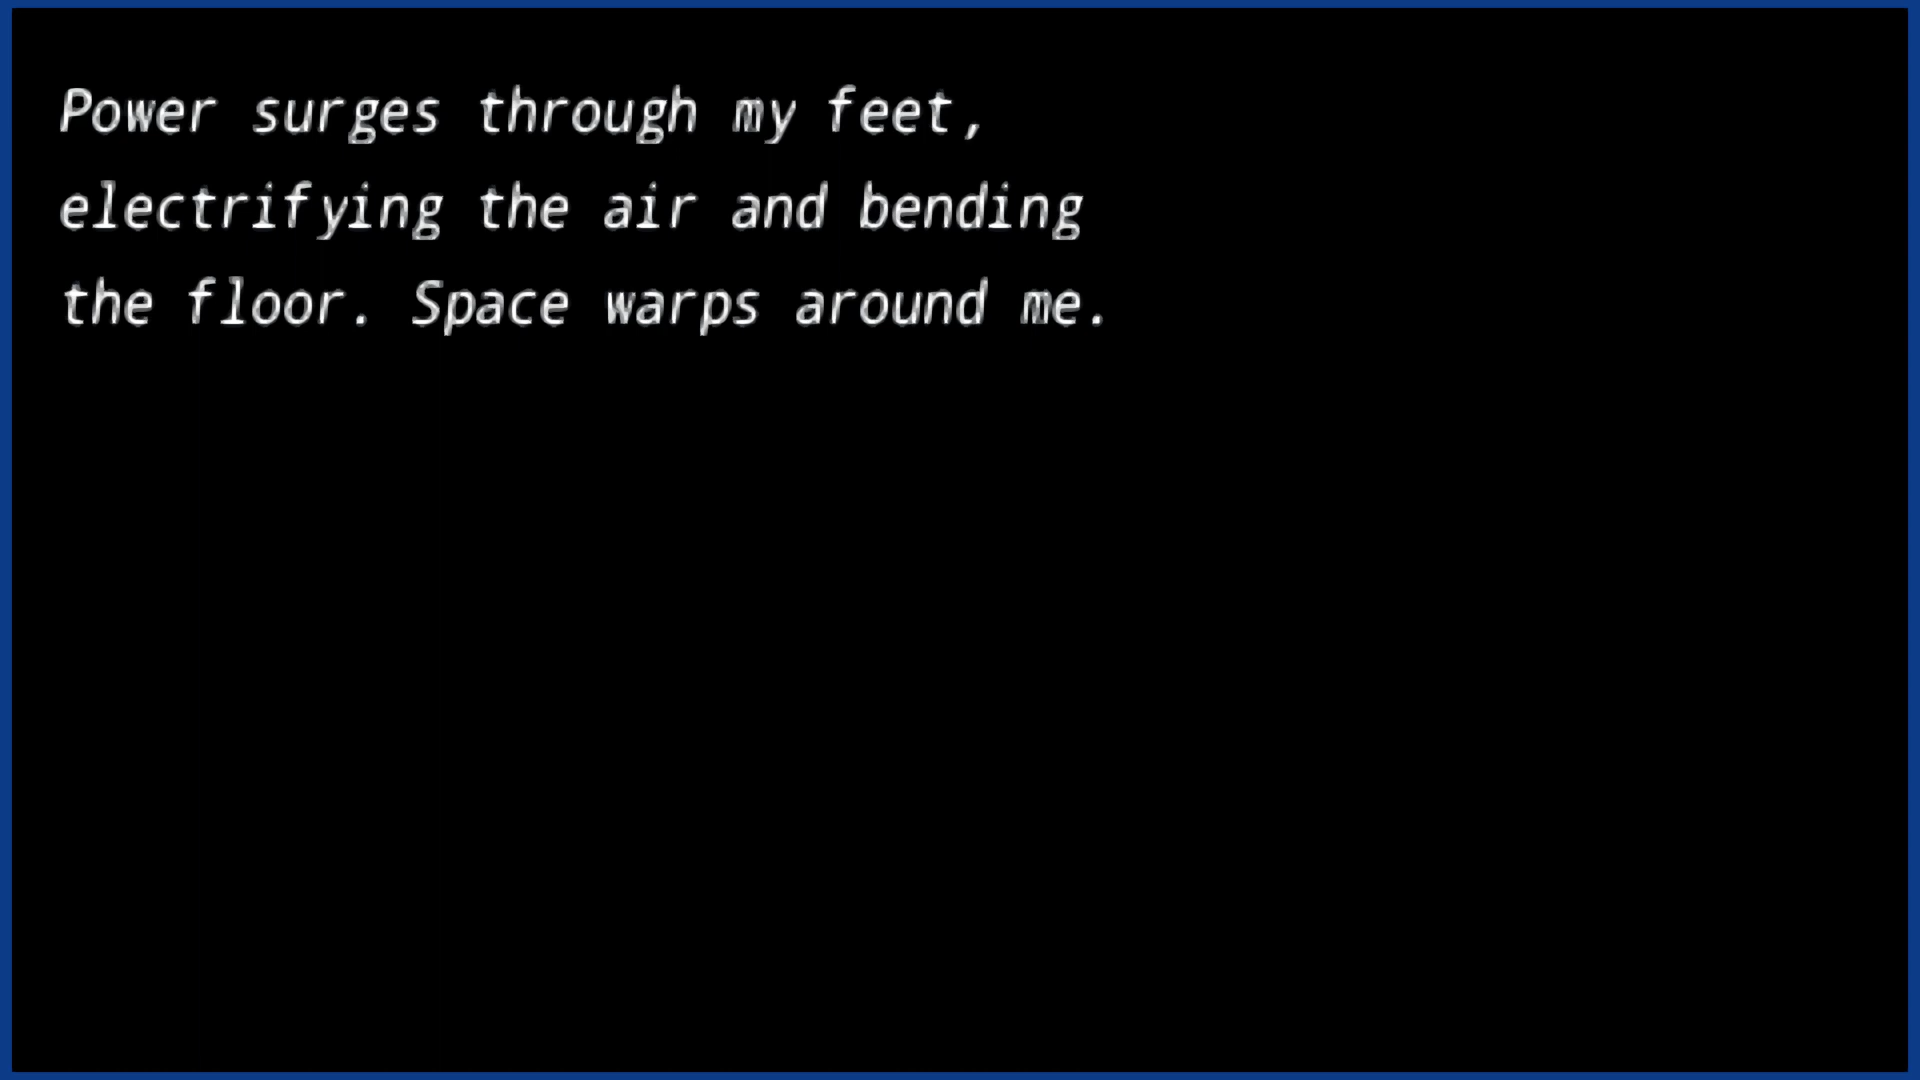 Power surges through my feet,
electrifying the air and bending
the floor. Space warps around me.